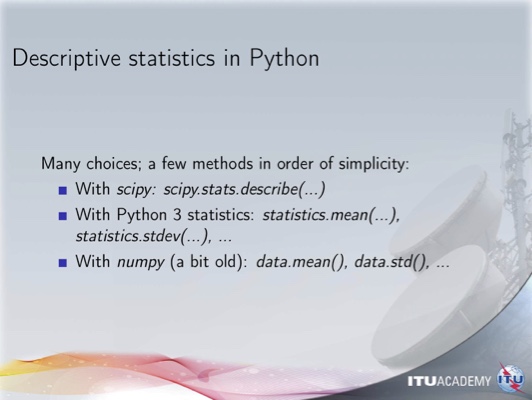 Descriptive statistics in Python
Many choices; a few methods in order of simplicity:
With scipy: scipy.stats.describe(...)
With Python 3 statistics: statistics.mean(...),
statistics.stdev(...), ...
With numpy (a bit old): data.mean(), data.std(), ...
ITUACADEMY ITU